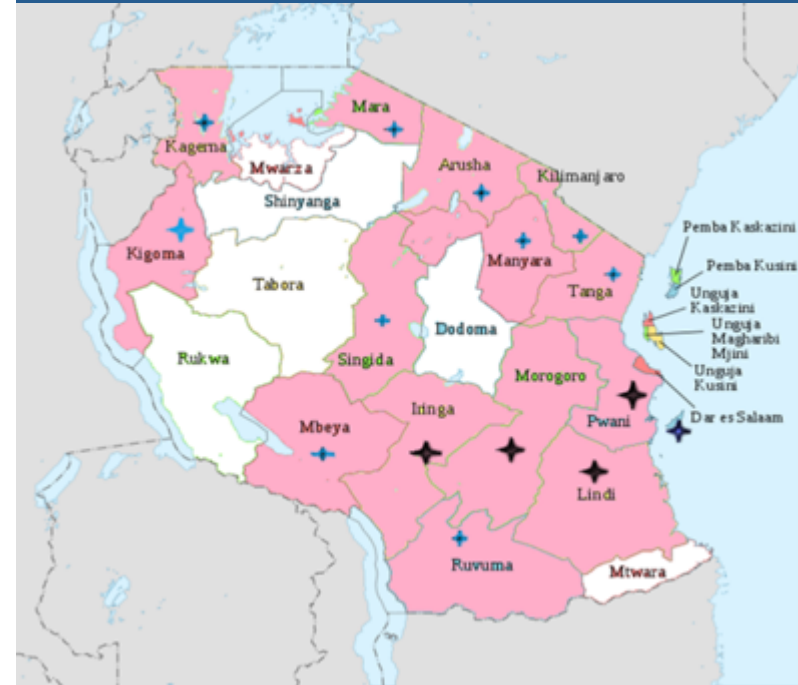 Mara
Kagera
Mwarza
Arusha
Kilimanjaro
Shinyanga
Pemba Kaskazini
Kigoma
Manyara
Pemba Kusini
Tabora
Tanga
Unguja
Kaskazini
Dodoma
Unguja
Magharibi
Mjini
Rukwa
Singida
Morogoro
Unguja
Kusini
Iringa
Mbeya
Pwani
Dar es Salaam
Lindi
Ruvuma
Mtwara